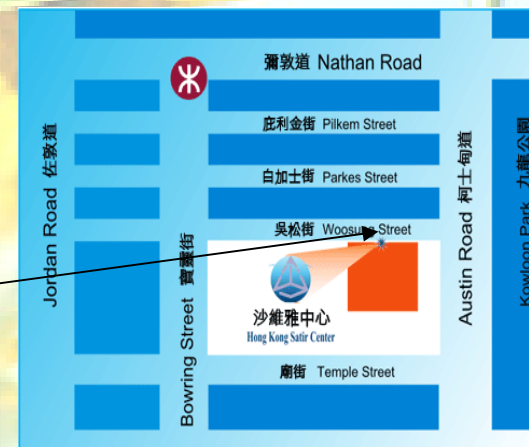 彌敦道 Nathan Road
庇利金街 Pilkem Street
白加士街 Parkes Street
吳松街 Woosung Street
沙維雅中心
Hong Kong Satir Center
廟街 Temple Street
Jordan Road 佐敦道
Bowring Street 寶靈街
Austin Road 柯士甸道
Kowloon Park 九龍公園